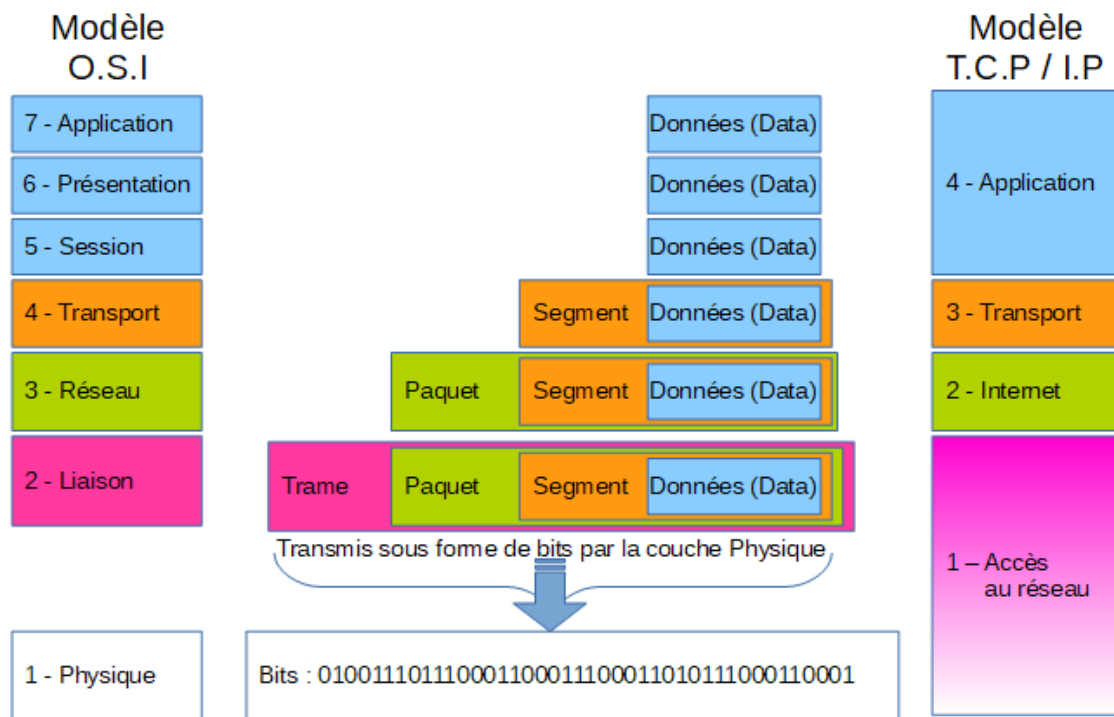 Modèle
O.S.I
Modèle
T.C.P / I.P
7 - Application
Données (Data)
6 - Présentation
Données (Data)
4 - Application
5 - Session
Données (Data)
4 - Transport
Segment Données (Data)
3 - Transport
3 - Réseau
Paquet Segment Données (Data)
2 - Internet
2 - Liaison
Trame Paquet Segment Données (Data)
Transmis sous forme de bits par la couche Physique
1 – Accès
au réseau
1 - Physique
Bits : 010011101110001100011100011010111000110001